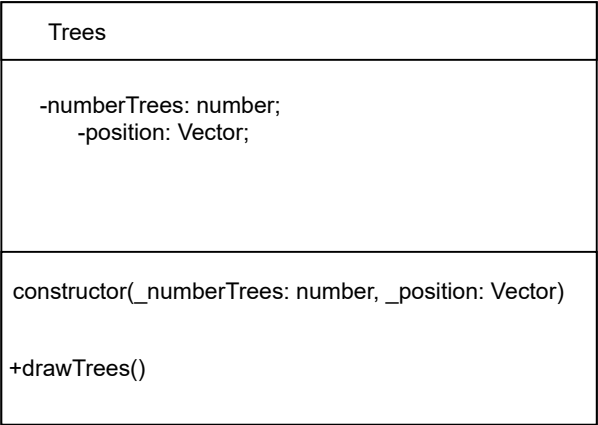 Trees
-numberTrees: number;
-position: Vector;
constructor(_numberTrees: number, _position: Vector)
+drawTrees()